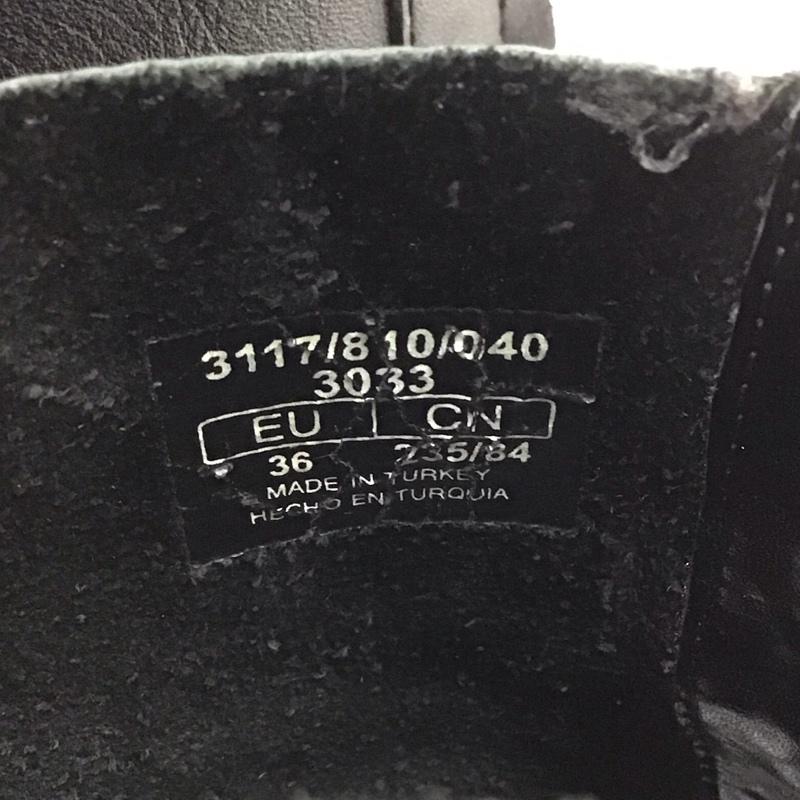 3117/810/040
3033
EU CN
36 235/84
MADE IN TURKEY
HECHO EN TURQUIA